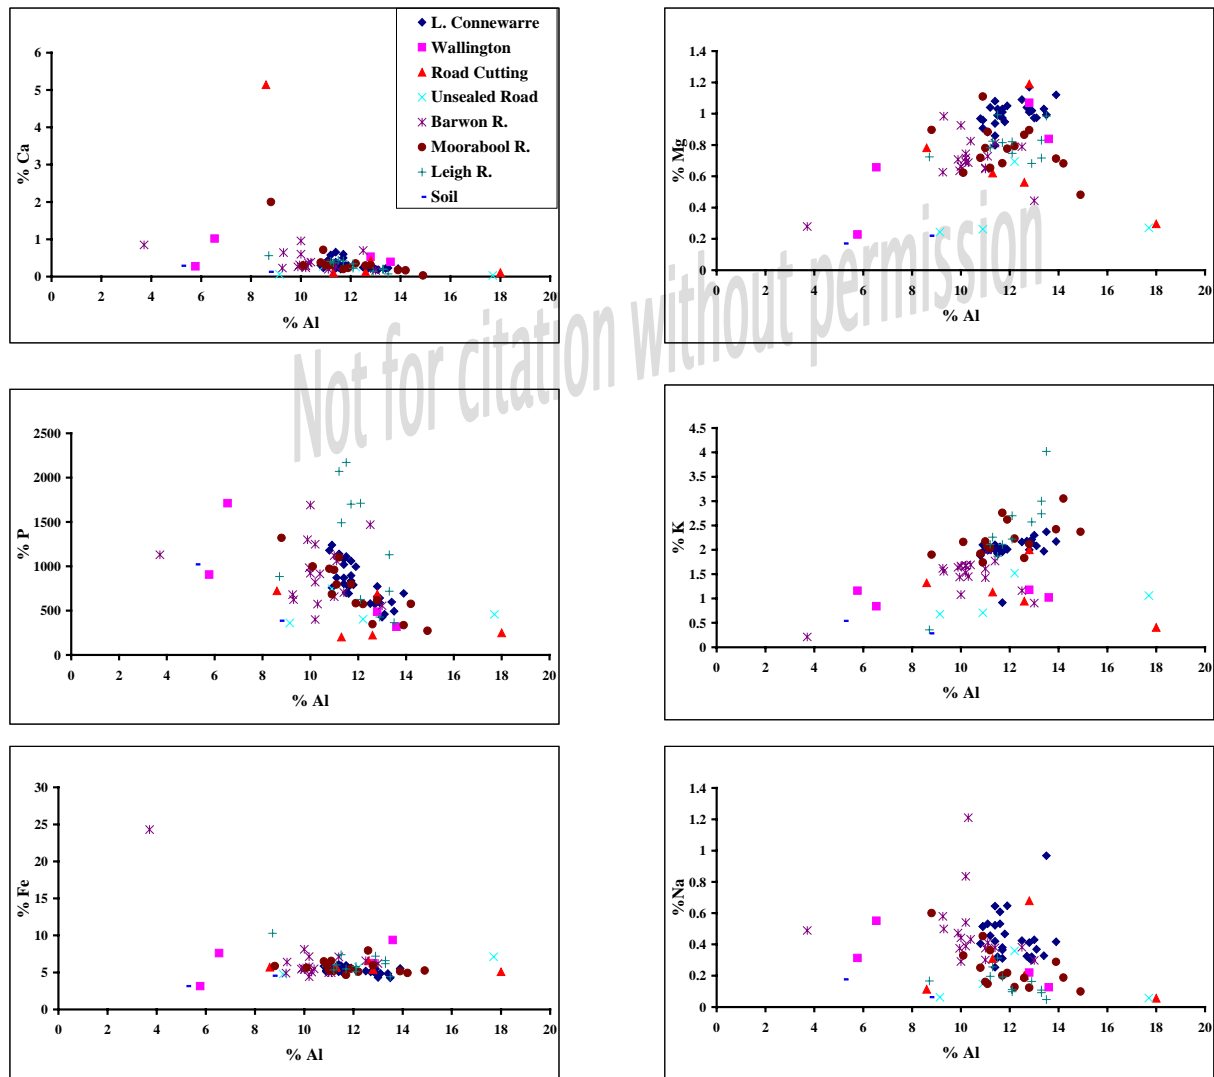 L. Connewarre
Wallington
Road Cutting
Unsealed Road
Barwon R.
Moorabool R.
Leigh R.
Soil
% Ca
6
5
4
3
2
1
0
0 2 4 6 8 10 12 14 16 18 20
% Al
% Mg
1.4
1.2
1
0.8
0.6
0.4
0.2
0
0 2 4 6 8 10 12 14 16 18 20
% Al
Not for citation without permission
% P
2500
2000
1500
1000
500
0
0 2 4 6 8 10 12 14 16 18 20
% Al
% K
4.5
4
3.5
3
2.5
2
1.5
1
0.5
0
0 2 4 6 8 10 12 14 16 18 20
% Al
% Fe
30
25
20
15
10
5
0
0 2 4 6 8 10 12 14 16 18 20
% Al
%Na
1.4
1.2
1
0.8
0.6
0.4
0.2
0
0 2 4 6 8 10 12 14 16 18 20
% Al